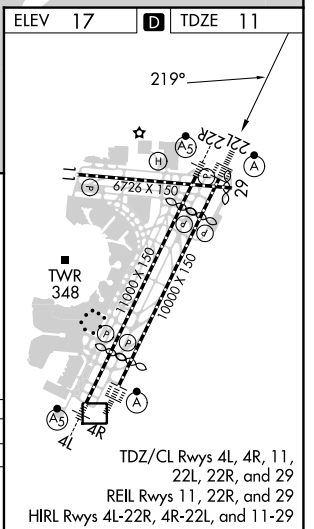 ELEV 17 D TDZE 11
219°
A5 22R 22L A
H
11 6726 X 150 29
P P P
TWR
348
11000 X 150
10000 X 150
P P
A5 4L 4R A
TDZ/CL Rwys 4L, 4R, 11,
22L, 22R, and 29
REIL Rwys 11, 22R, and 29
HIRL Rwys 4L-22R, 4R-22L, and 11-29